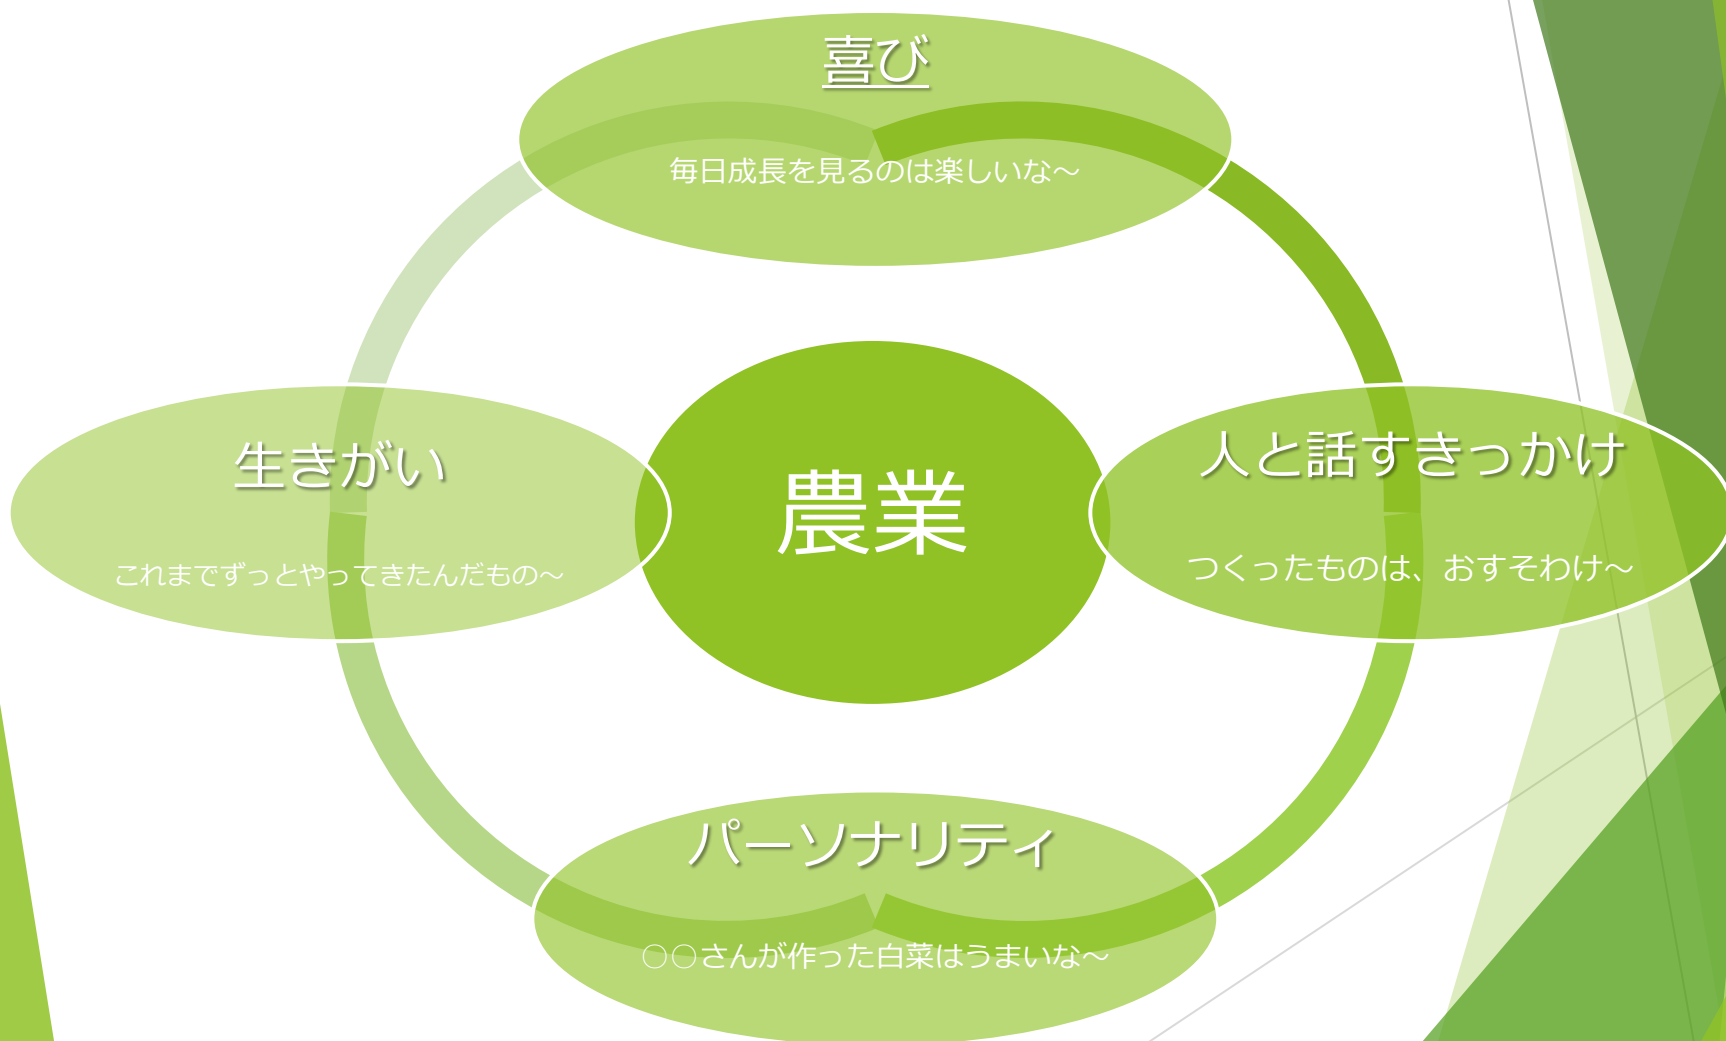 喜び
毎日成長を見るのは楽しいな～
生きがい
これまでずっとやってきたんだもの～
農業
人と話すきっかけ
つくったものは、おすそわけ～
パーソナリティ
○○さんが作った白菜はうまいな～